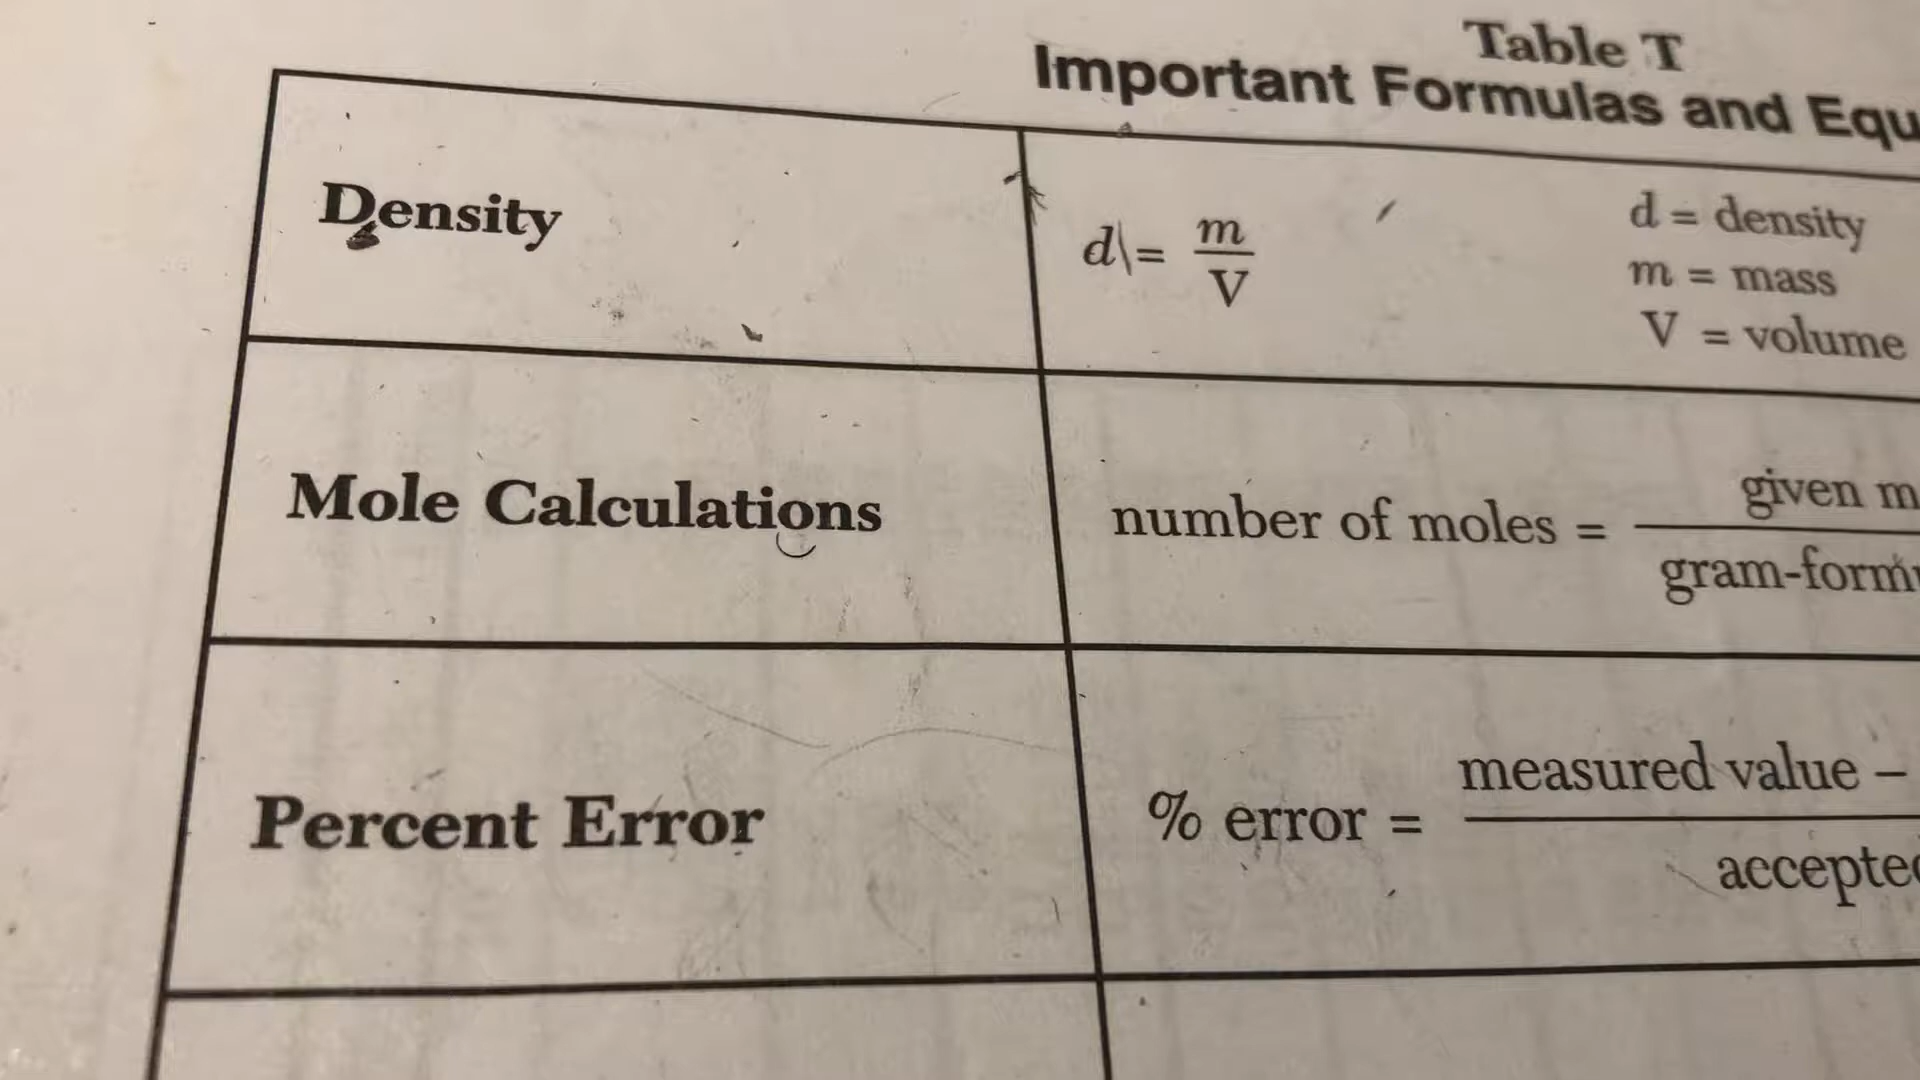 Table T
Important Formulas and Equ
Density
d = m
V
d = density
m = mass
V = volume
Mole Calculations
number of moles = given m
gram-form
Percent Error
% error = measured value –
accepted